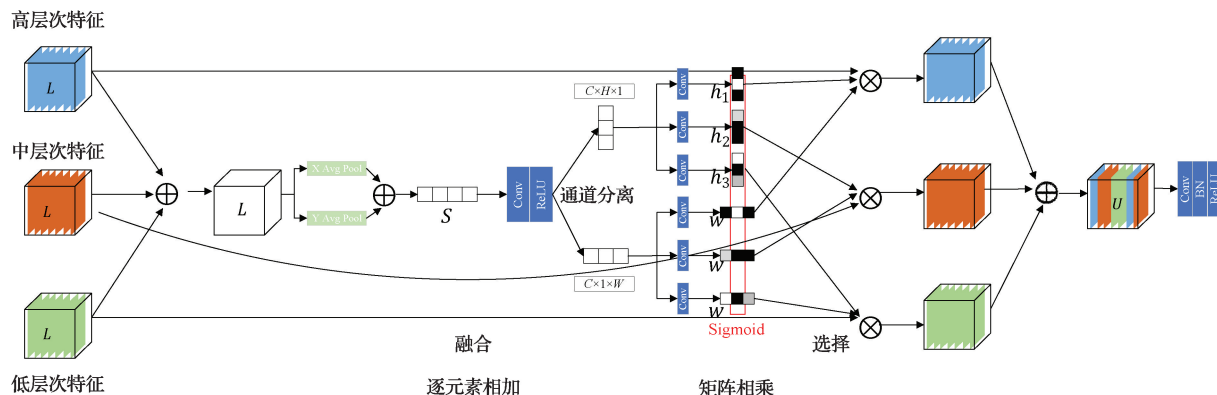 高层次特征
L
中层次特征
L
L
低层次特征
L
X Avg Pool
Y Avg Pool
S
Conv
ReLU
通道分离
C×H×1
C×1×W
Conv
Conv
Conv
Conv
Conv
Conv
h1
h2
h3
w
w
w
Sigmoid
融合
选择
逐元素相加
矩阵相乘
U
Conv
BN
ReLU